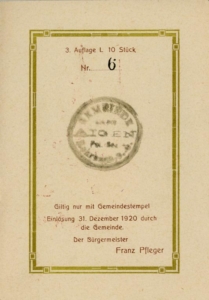 3. Auflage L 10 Stück
Nr. 6
GEMEINDE
Giltig nur mit Gemeindestempel
Einlösung 31. Dezember 1920 durch
die Gemeinde.
Der Bürgermeister
Franz Pfleger